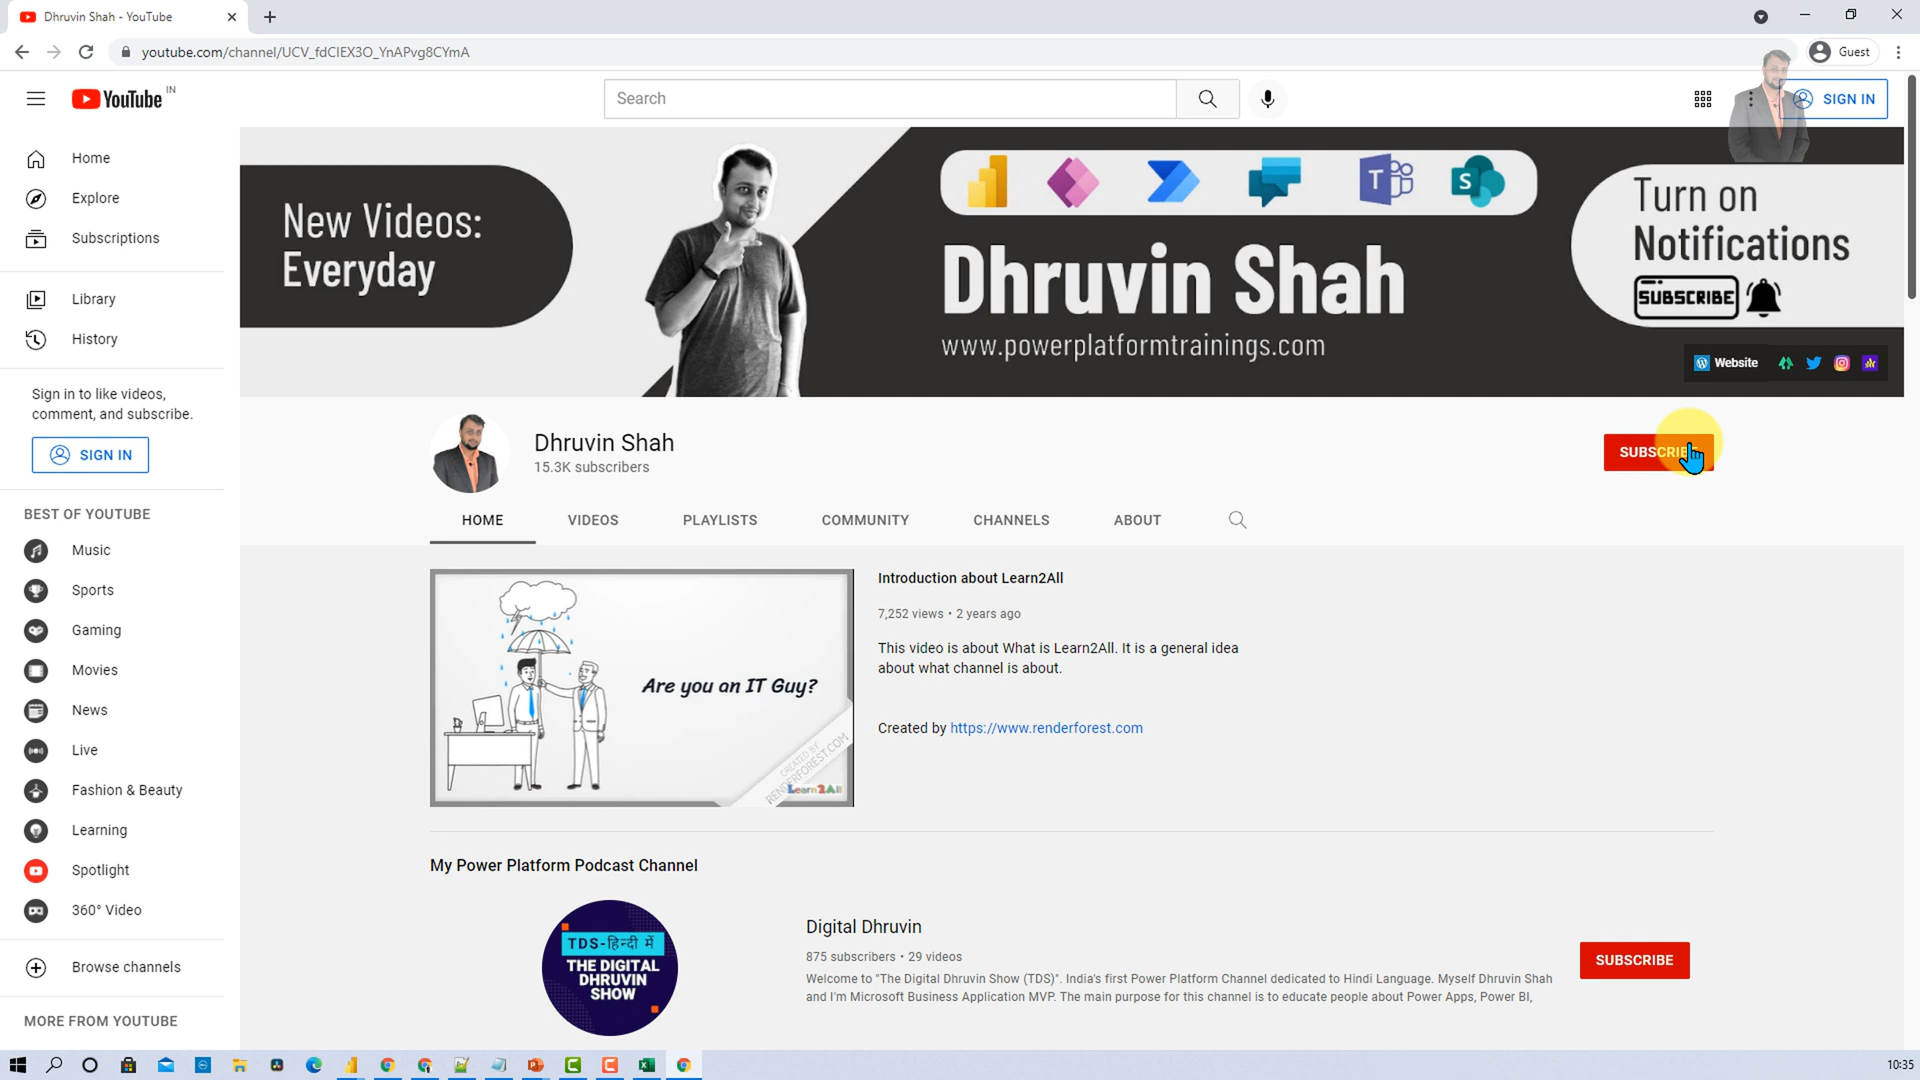 Dhruvin Shah - YouTube
youtube.com/channel/UCV_fdCIEX3O_YnAPvg8CYmA
Guest
YouTube IN
Search
SIGN IN
Home
Explore
Subscriptions
Library
History
Sign in to like videos,
comment, and subscribe.
SIGN IN
BEST OF YOUTUBE
Music
Sports
Gaming
Movies
News
Live
Fashion & Beauty
Learning
Spotlight
360° Video
Browse channels
MORE FROM YOUTUBE
New Videos:
Everyday
Dhruvin Shah
www.powerplatformtrainings.com
Turn on
Notifications
SUBSCRIBE
Website
Dhruvin Shah
15.3K subscribers
SUBSCRIBE
HOME
VIDEOS
PLAYLISTS
COMMUNITY
CHANNELS
ABOUT
Are you an IT Guy?
CREATED BY
RENDERFOREST.COM
Learn2All
Introduction about Learn2All
7,252 views • 2 years ago
This video is about What is Learn2All. It is a general idea
about what channel is about.
Created by https://www.renderforest.com
My Power Platform Podcast Channel
TDS-हिन्दी में
THE DIGITAL
DHRUVIN
SHOW
Digital Dhruvin
875 subscribers • 29 videos
Welcome to "The Digital Dhruvin Show (TDS)". India's first Power Platform Channel dedicated to Hindi Language. Myself Dhruvin Shah
and I'm Microsoft Business Application MVP. The main purpose for this channel is to educate people about Power Apps, Power BI,
SUBSCRIBE
10:35